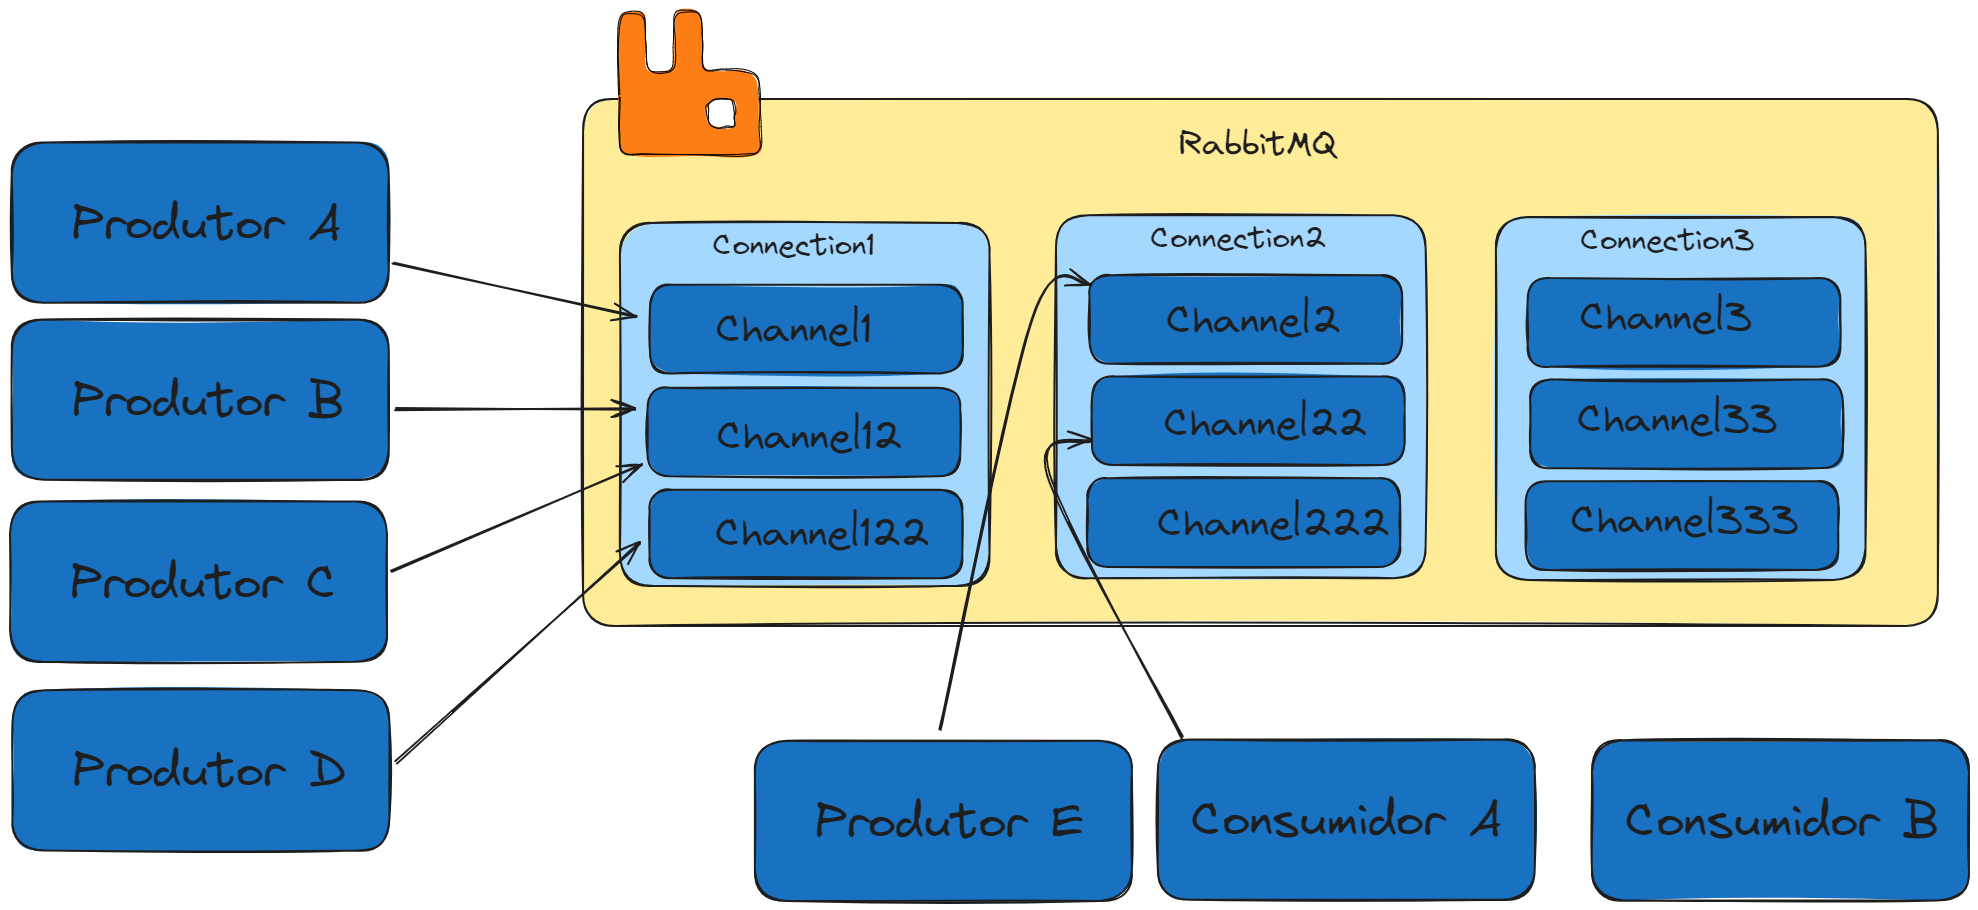 RabbitMQ
Produtor A
Produtor B
Produtor C
Produtor D
Connection1
Channel1
Channel12
Channel122
Connection2
Channel2
Channel22
Channel222
Connection3
Channel3
Channel33
Channel333
Produtor E
Consumidor A
Consumidor B